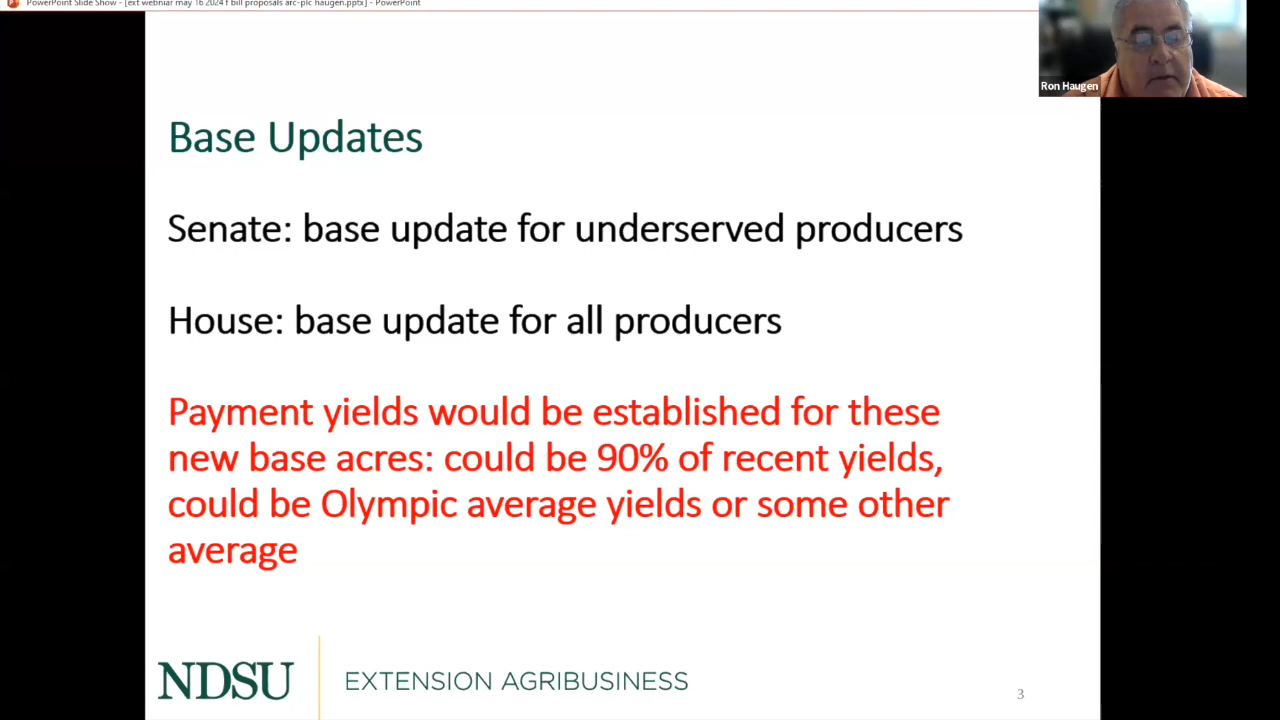 PowerPoint Slide Show - [ext webniar may 16 2024 f bill proposals arc-plc haugen.pptx] - PowerPoint
Ron Haugen
Base Updates
Senate: base update for underserved producers
House: base update for all producers
Payment yields would be established for these
new base acres: could be 90% of recent yields,
could be Olympic average yields or some other
average
NDSU
EXTENSION AGRIBUSINESS
3